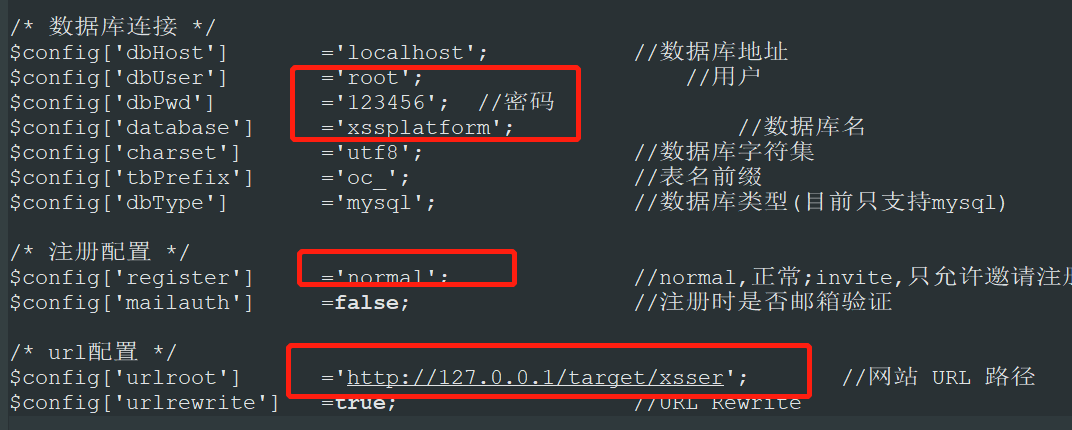 /* 数据库连接 */
$config['dbHost'] ='localhost'; //数据库地址
$config['dbUser'] ='root'; //用户
$config['dbPwd'] ='123456'; //密码
$config['database'] ='xssplatform'; //数据库名
$config['charset'] ='utf8'; //数据库字符集
$config['tbPrefix'] ='oc_'; //表名前缀
$config['dbType'] ='mysql'; //数据库类型(目前只支持mysql)
/* 注册配置 */
$config['register'] ='normal'; //normal,正常;invite,只允许邀请注册
$config['mailauth'] =false; //注册时是否邮箱验证
/* url配置 */
$config['urlroot'] ='http://127.0.0.1/target/xsser'; //网站 URL 路径
$config['urlrewrite'] =true; //URL Rewrite